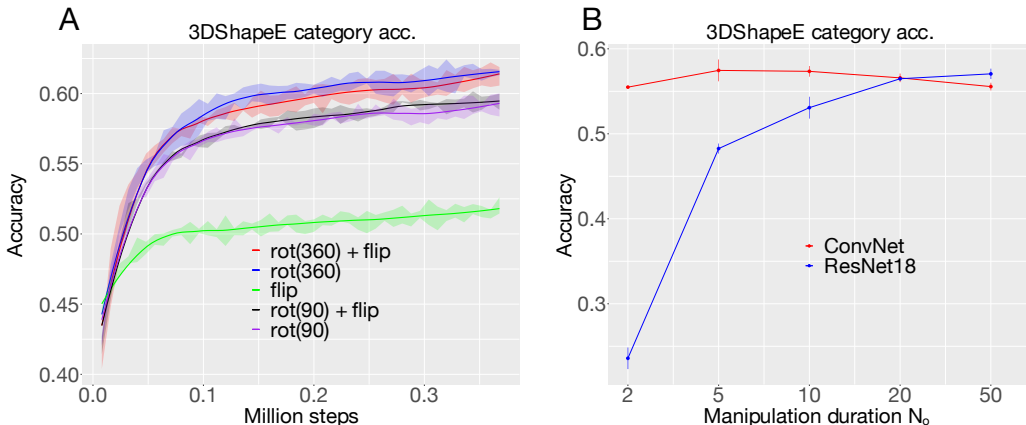 A
3DShapeE category acc.
Accuracy
0.60
0.55
0.50
0.45
0.40
rot(360) + flip
rot(360)
flip
rot(90) + flip
rot(90)
0.0 0.1 0.2 0.3
Million steps
B
3DShapeE category acc.
Accuracy
0.6
0.5
0.4
0.3
ConvNet
ResNet18
2 5 10 20 50
Manipulation duration Nₒ